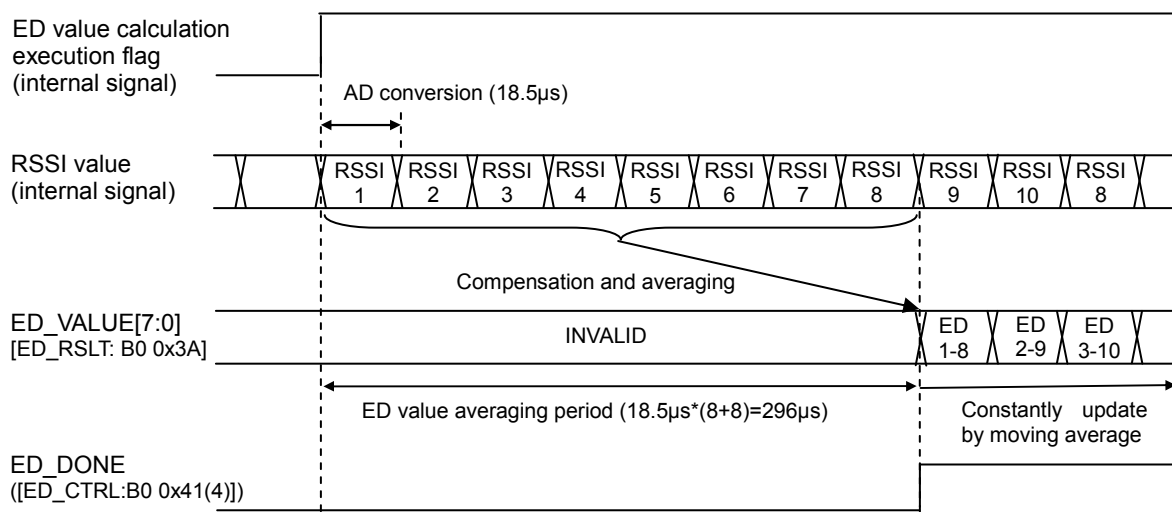 ED value calculation
execution flag
(internal signal)
AD conversion (18.5µs)
RSSI value
(internal signal)
RSSI 1
RSSI 2
RSSI 3
RSSI 4
RSSI 5
RSSI 6
RSSI 7
RSSI 8
RSSI 9
RSSI 10
RSSI 8
Compensation and averaging
ED_VALUE[7:0]
[ED_RSLT: B0 0x3A]
INVALID
ED 1-8
ED 2-9
ED 3-10
ED value averaging period (18.5µs*(8+8)=296µs)
Constantly update
by moving average
ED_DONE
([ED_CTRL:B0 0x41(4)])